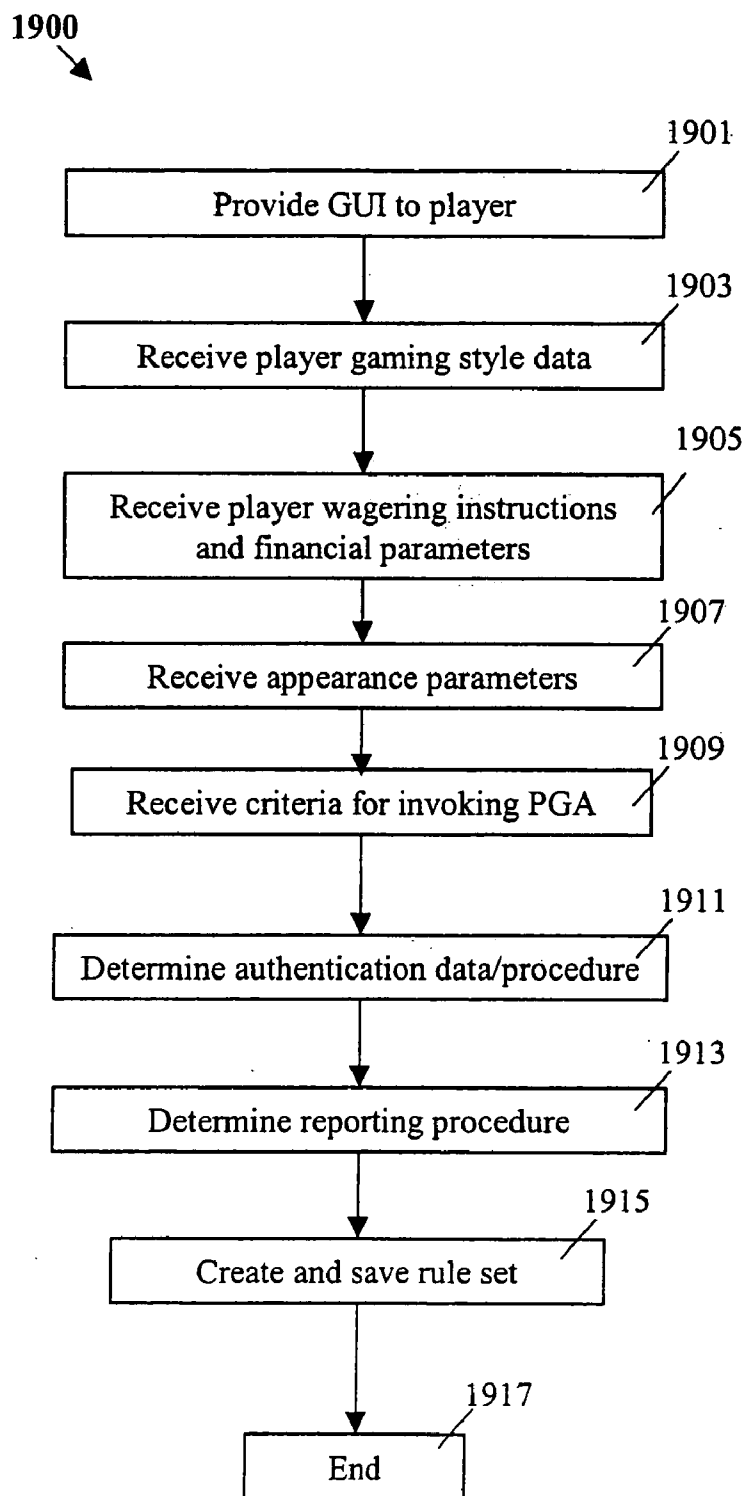 1900
1901
Provide GUI to player
1903
Receive player gaming style data
1905
Receive player wagering instructions
and financial parameters
1907
Receive appearance parameters
1909
Receive criteria for invoking PGA
1911
Determine authentication data/procedure
1913
Determine reporting procedure
1915
Create and save rule set
1917
End